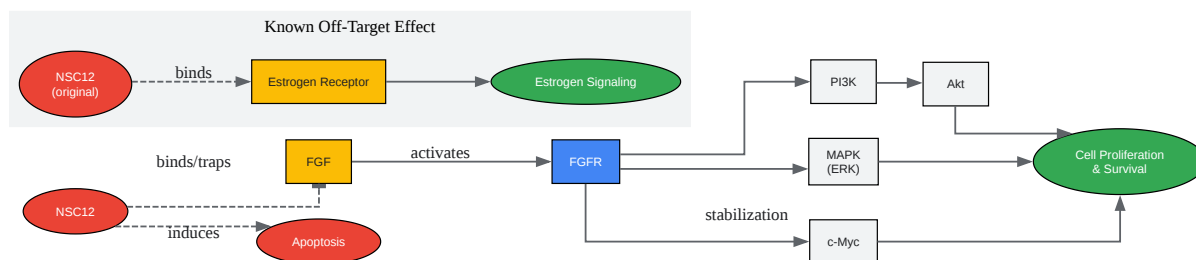 Known Off-Target Effect
NSC12
(original)
binds
Estrogen Receptor
Estrogen Signaling
PI3K
Akt
binds/traps
FGF
activates
FGFR
MAPK
(ERK)
Cell Proliferation
& Survival
NSC12
induces
Apoptosis
stabilization
c-Myc